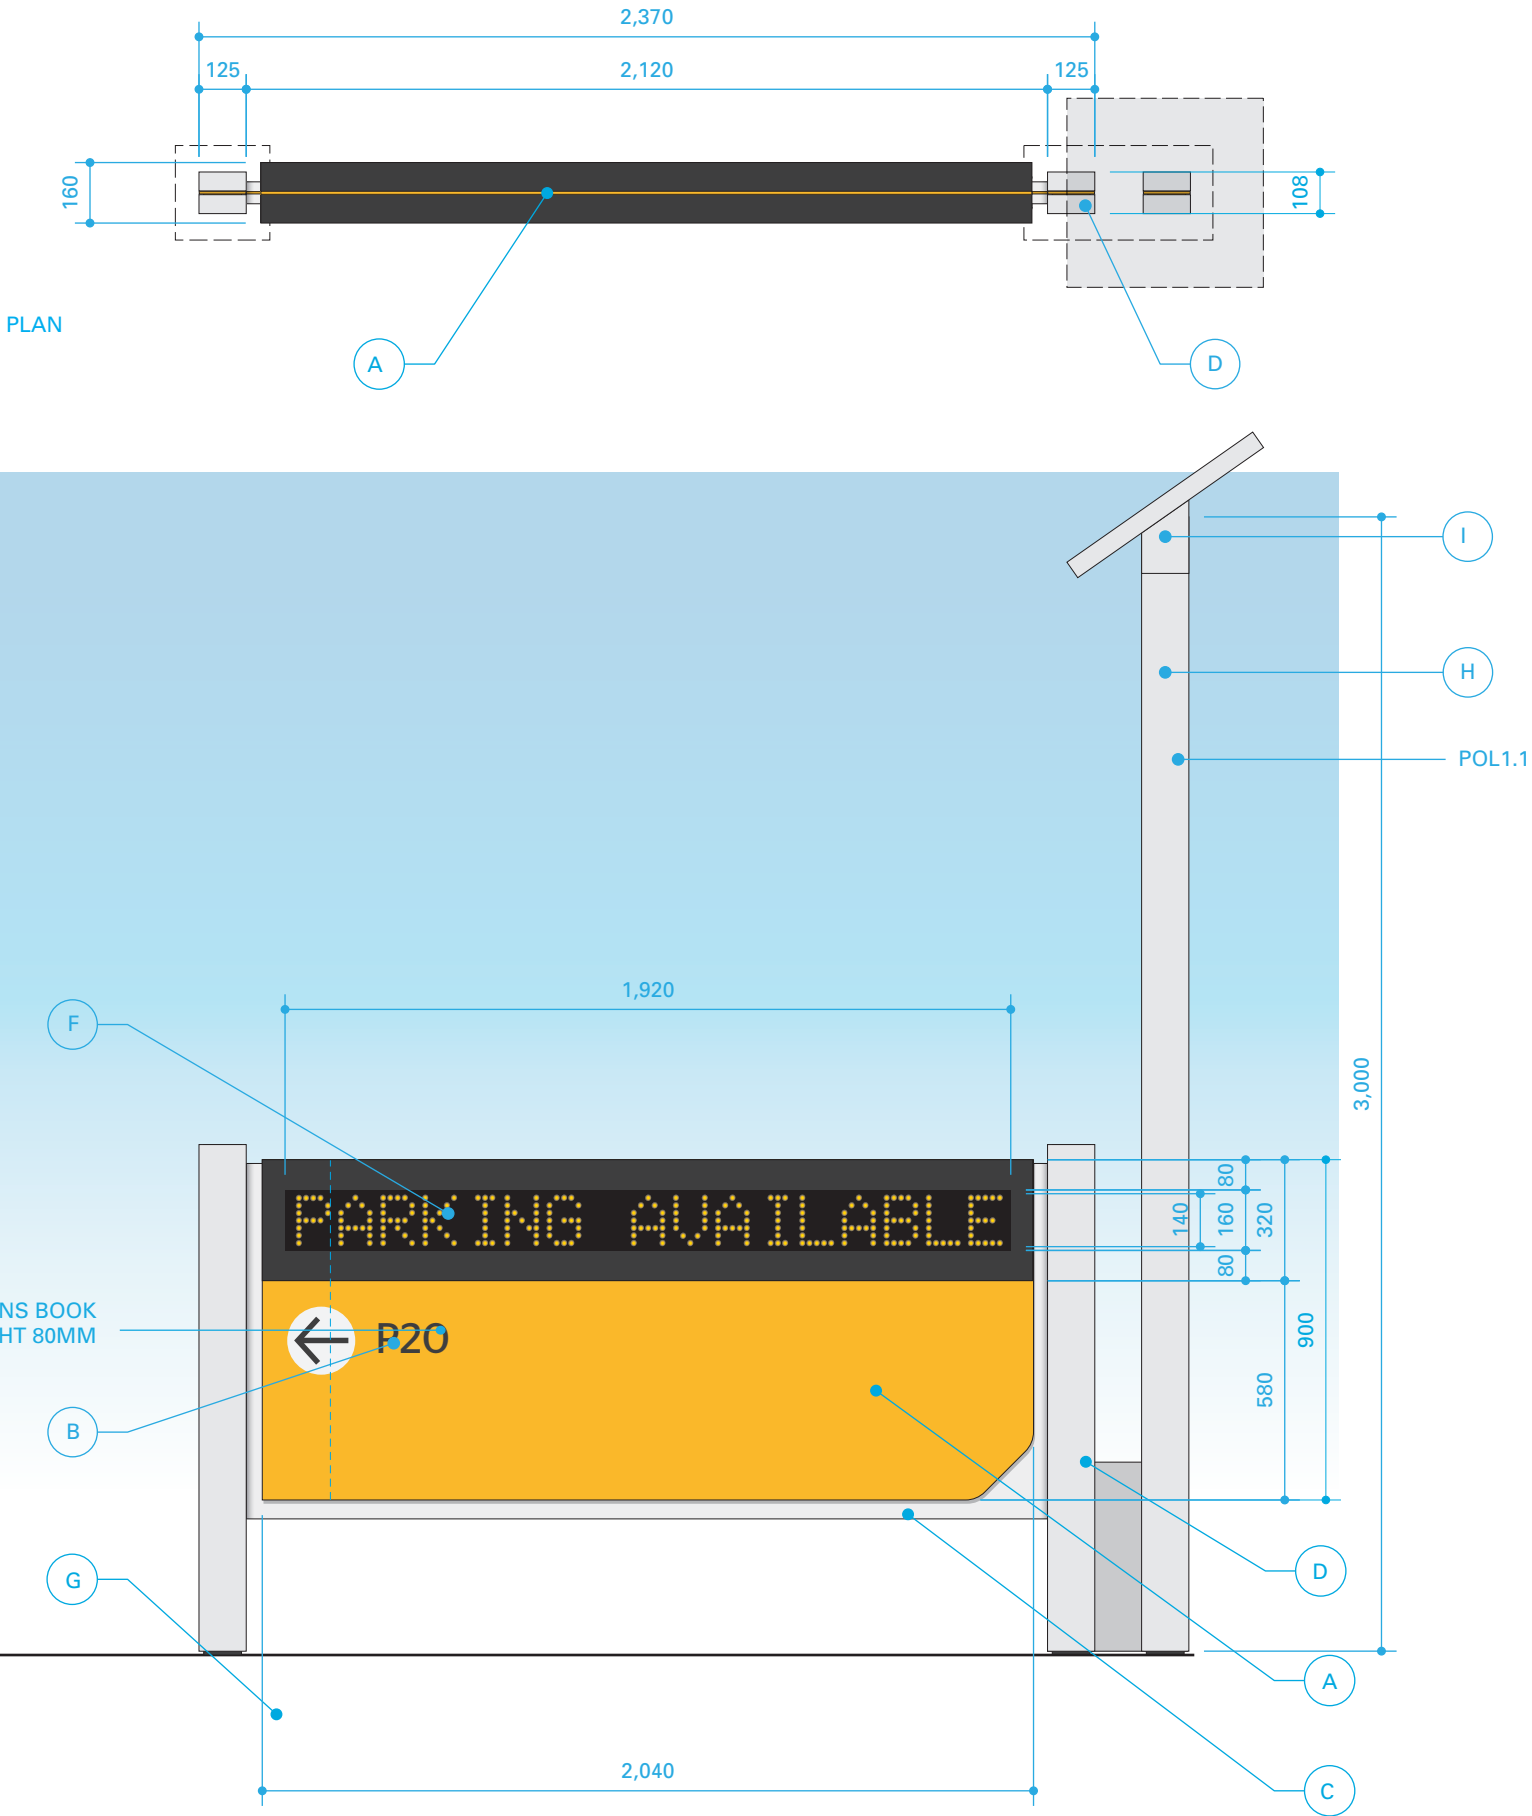 2,370
125
2,120
125
160
108
PLAN
A
D
I
H
POL1.1
1,920
F
3,000
80
PARKING AVAILABLE
140
160
320
80
NS BOOK
HT 80MM
P20
900
580
B
G
D
A
2,040
C